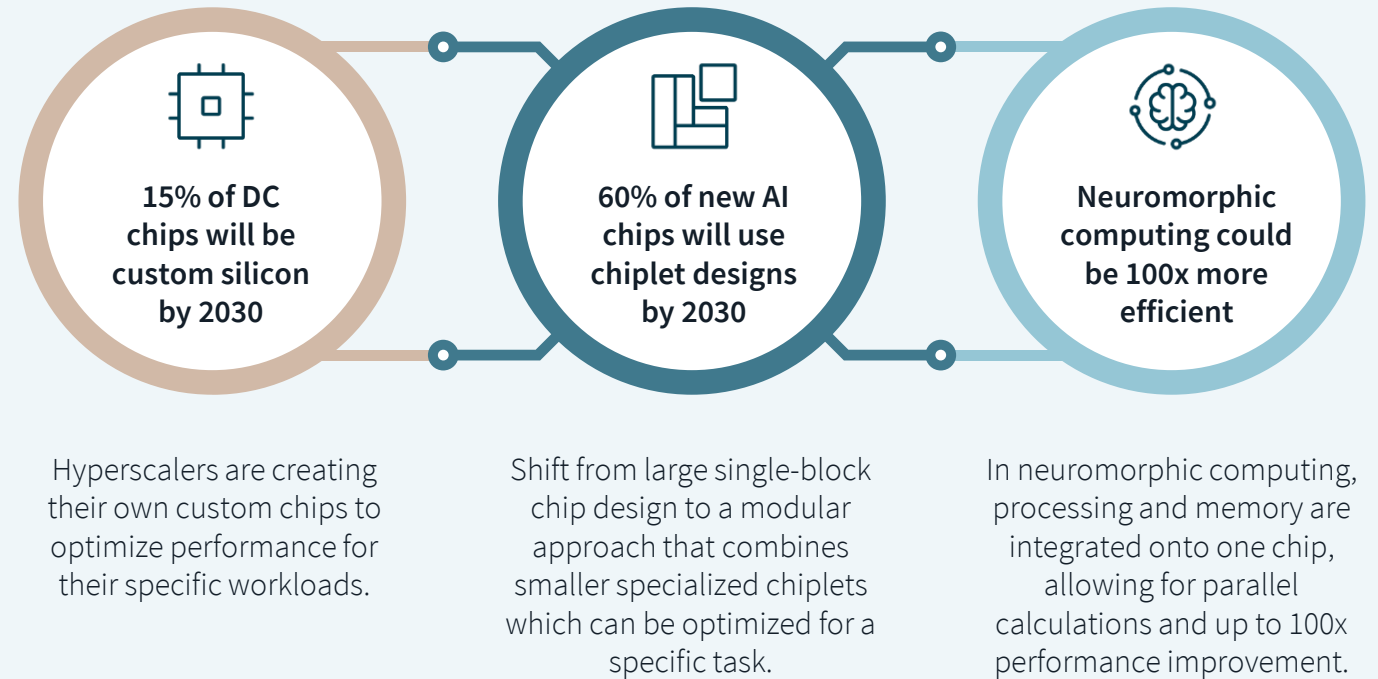 15% of DC
chips will be
custom silicon
by 2030
60% of new AI
chips will use
chiplet designs
by 2030
Neuromorphic
computing could
be 100x more
efficient
Hyperscalers are creating
their own custom chips to
optimize performance for
their specific workloads.
Shift from large single-block
chip design to a modular
approach that combines
smaller specialized chiplets
which can be optimized for a
specific task.
In neuromorphic computing,
processing and memory are
integrated onto one chip,
allowing for parallel
calculations and up to 100x
performance improvement.